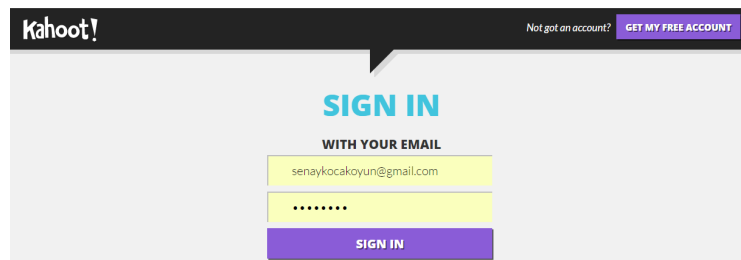 Kahoot!
Not got an account? GET MY FREE ACCOUNT
SIGN IN
WITH YOUR EMAIL
senaykocakoyun@gmail.com
••••••••
SIGN IN